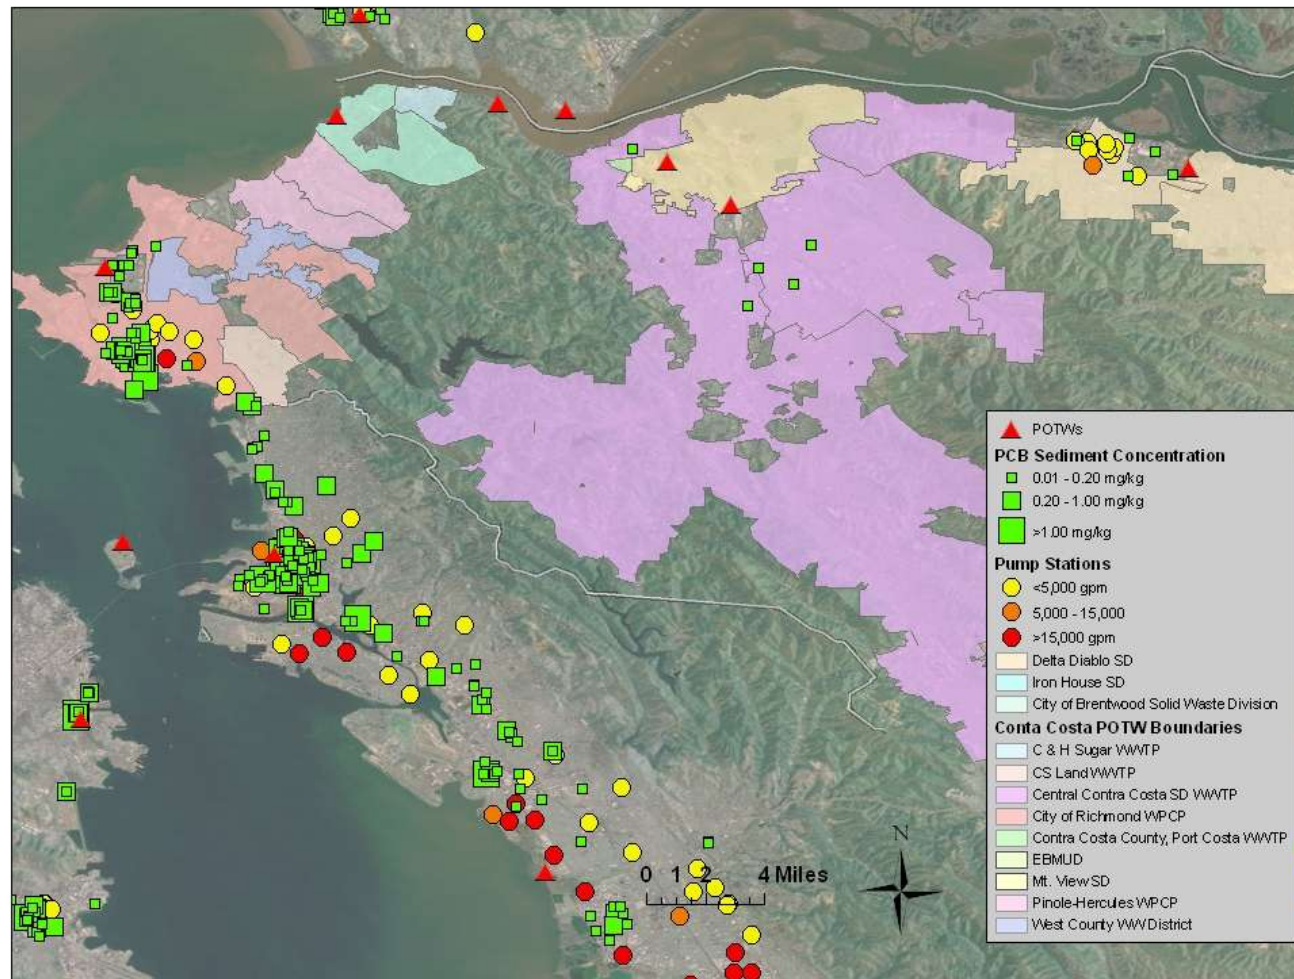 POTWs
PCB Sediment Concentration
0.01 - 0.20 mg/kg
0.20 - 1.00 mg/kg
>1.00 mg/kg
Pump Stations
<5,000 gpm
5,000 - 15,000
>15,000 gpm
Delta Diablo SD
Iron House SD
City of Brentwood Solid Waste Division
Conta Costa POTW Boundaries
C & H Sugar WWTP
CS Land WWTP
Central Contra Costa SD WWTP
City of Richmond WPCP
Contra Costa County, Port Costa WWTP
EBMUD
Mt. View SD
Pinole-Hercules WPCP
West County WW District
N
0 1 2 4 Miles